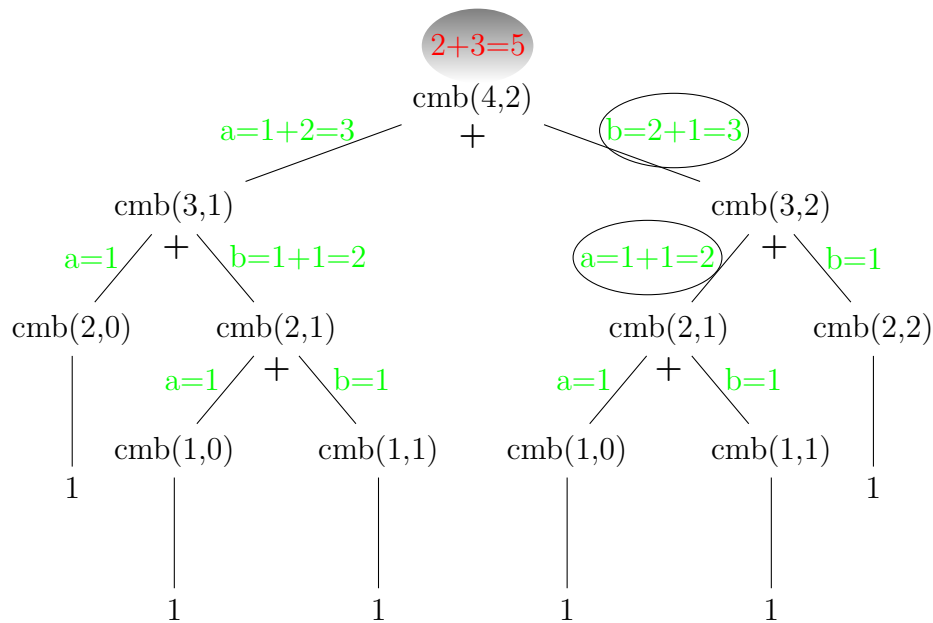 2+3=5
cmb(4,2)
a=1+2=3 + b=2+1=3
cmb(3,1) cmb(3,2)
a=1 + b=1+1=2 a=1+1=2 + b=1
cmb(2,0) cmb(2,1) cmb(2,1) cmb(2,2)
a=1 + b=1 a=1 + b=1
cmb(1,0) cmb(1,1) cmb(1,0) cmb(1,1)
1 1
1 1 1 1